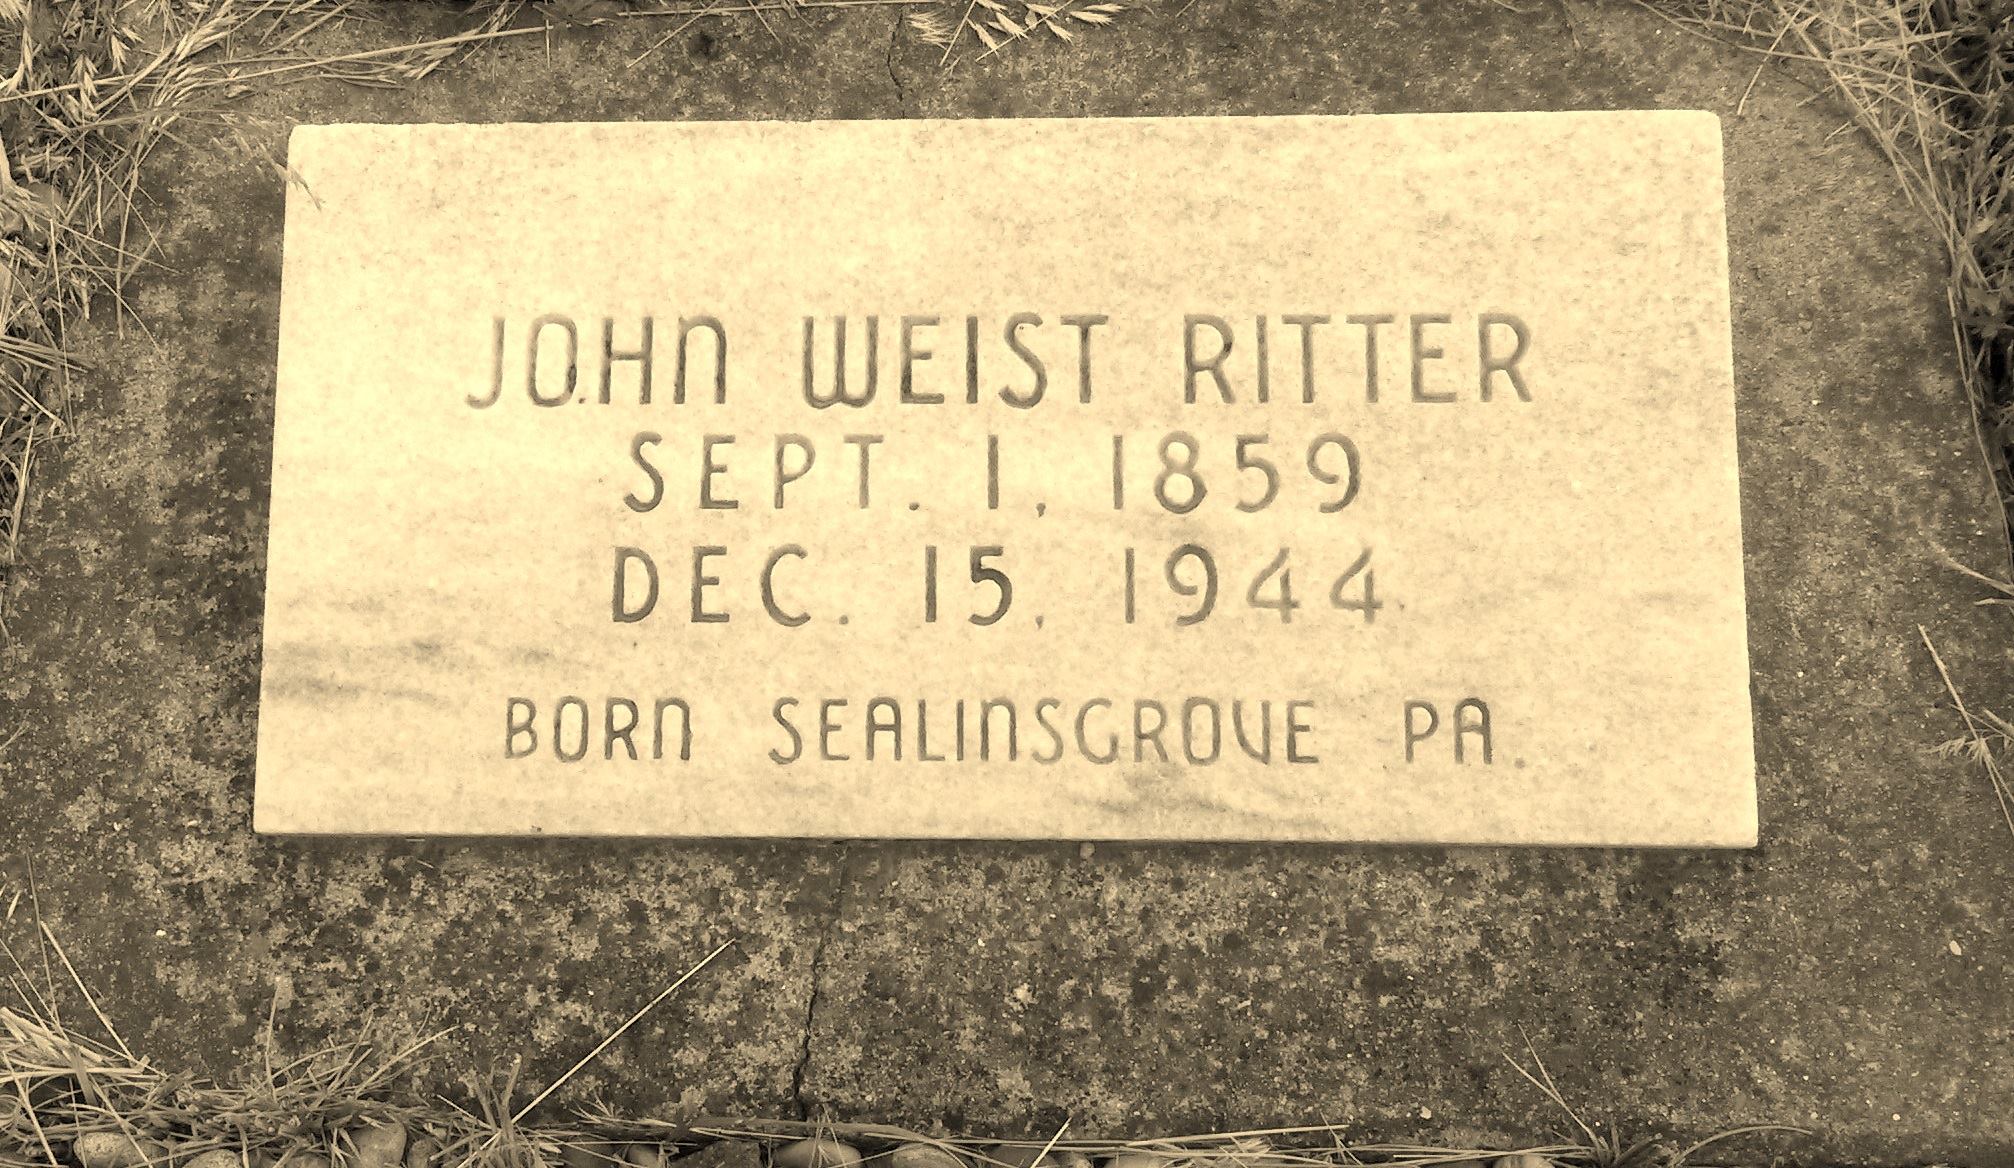 JOHN WEIST RITTER
SEPT. 1, 1859
DEC. 15, 1944
BORN SEALINSGROVE PA.